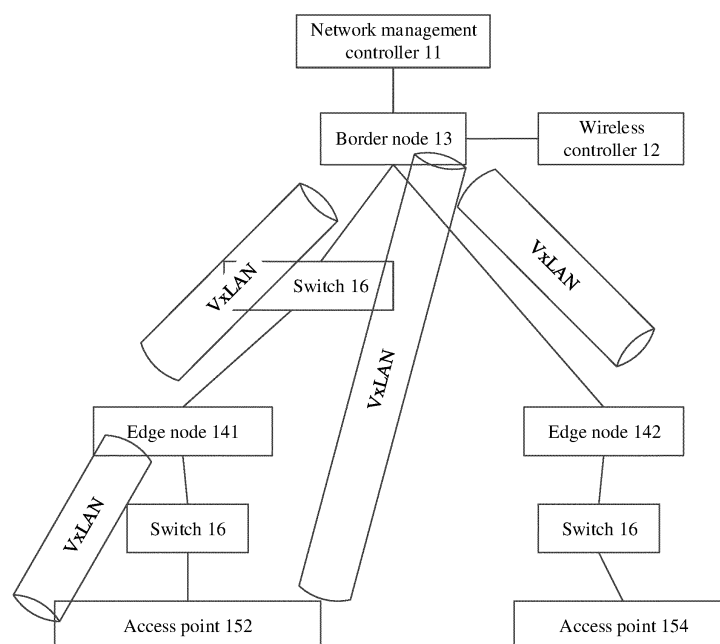 Network management
controller 11
Border node 13
Wireless
controller 12
VxLAN
Switch 16
VxLAN
VxLAN
Edge node 141
Edge node 142
VxLAN
Switch 16
Switch 16
Access point 152
Access point 154